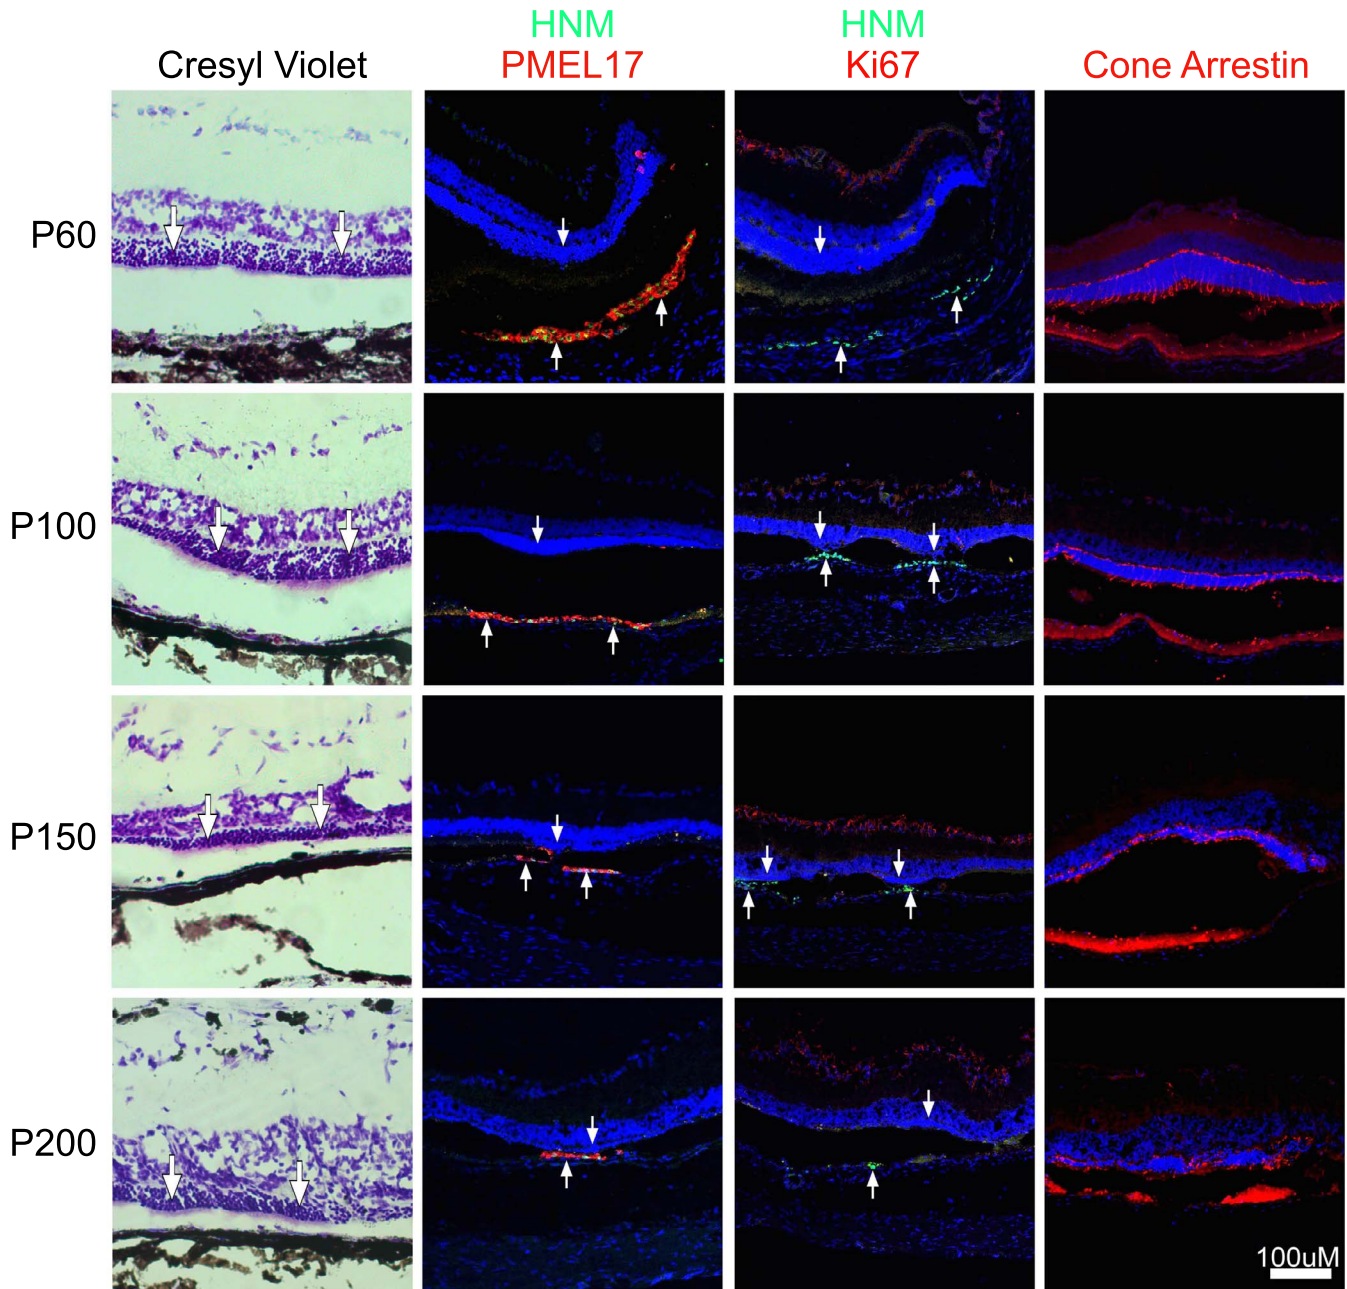 HNM
HNM
Cresyl Violet
PMEL17
Ki67
Cone Arrestin
P60
P100
P150
P200
100uM